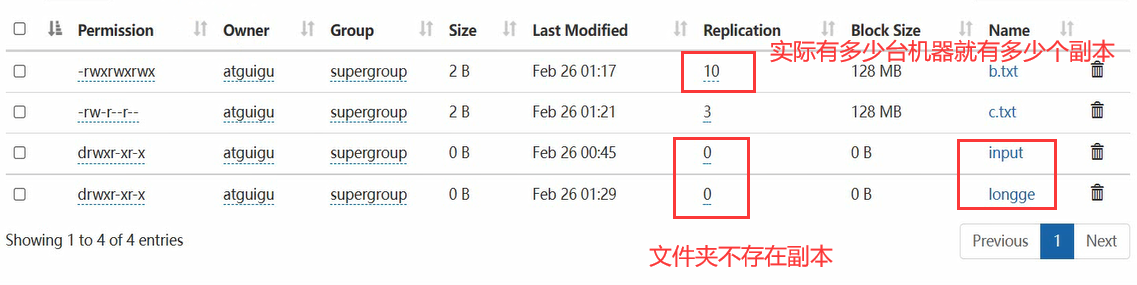 Permission Owner Group Size Last Modified Replication Block Size Name
实际有多少台机器就有多少个副本
-rwxrwxrwx atguigu supergroup 2 B Feb 26 01:17 10 128 MB b.txt
-rw-r--r-- atguigu supergroup 2 B Feb 26 01:21 3 128 MB c.txt
drwxr-xr-x atguigu supergroup 0 B Feb 26 00:45 0 0 B input
drwxr-xr-x atguigu supergroup 0 B Feb 26 01:29 0 0 B longge
Showing 1 to 4 of 4 entries Previous 1 Next
文件夹不存在副本